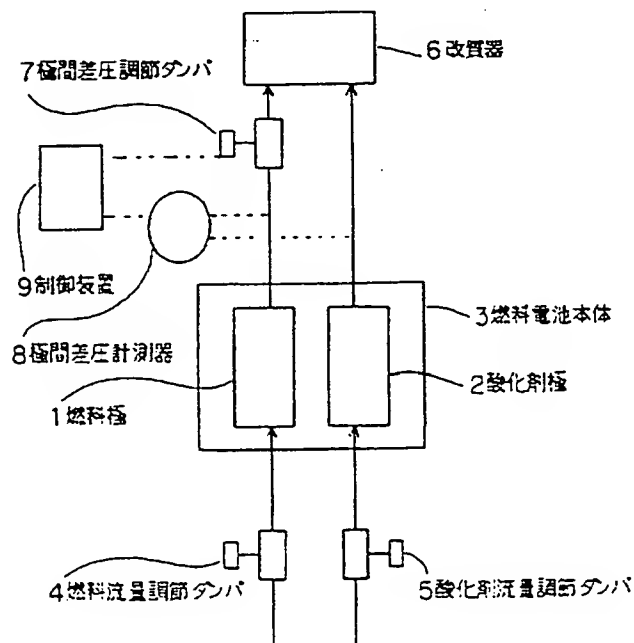 6改質器
7極間差圧調節ダンパ
9制御装置
8極間差圧計測器
3燃料電池本体
2酸化剤極
1燃料極
4燃料流量調節ダンパ
5酸化剤流量調節ダンパ